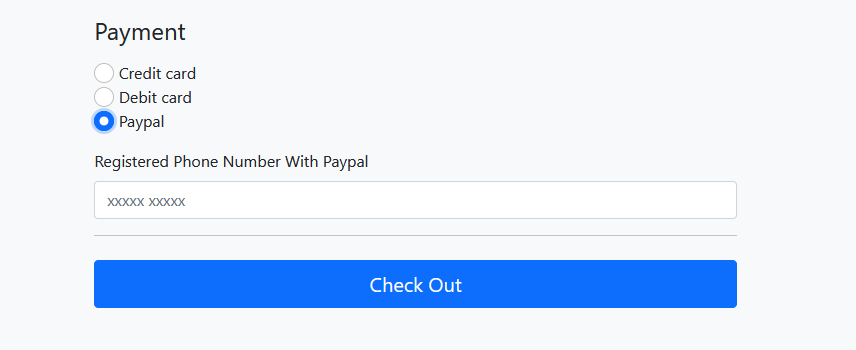 Payment
Credit card
Debit card
Paypal
Registered Phone Number With Paypal
xxxxx xxxxx
Check Out